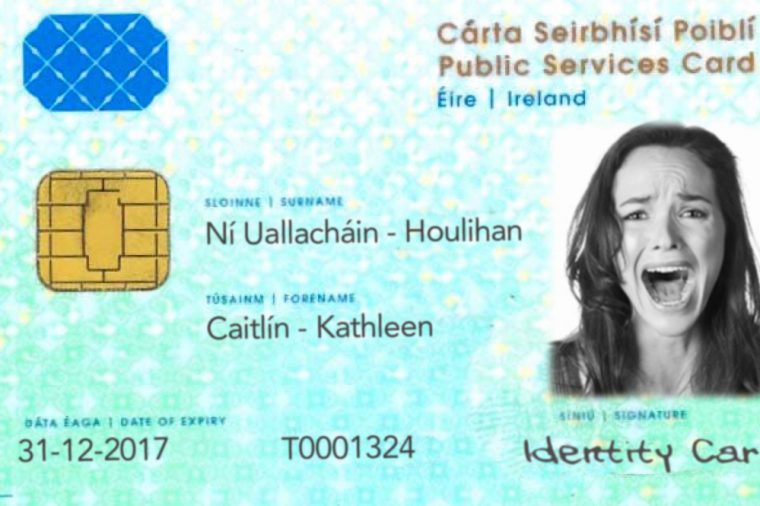 Cárta Seirbhísí Poiblí
Public Services Card
Éire | Ireland
SLOINNE | SURNAME
Ní Uallacháin - Houlihan
TÚSAINM | FORENAME
Caitlín - Kathleen
DÁTA ÉAGA | DATE OF EXPIRY
31-12-2017
T0001324
SÍNIÚ | SIGNATURE
Identity Car